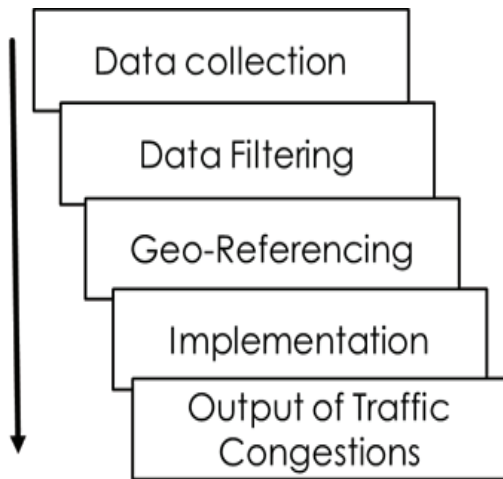 Data collection
Data Filtering
Geo-Referencing
Implementation
Output of Traffic
Congestions